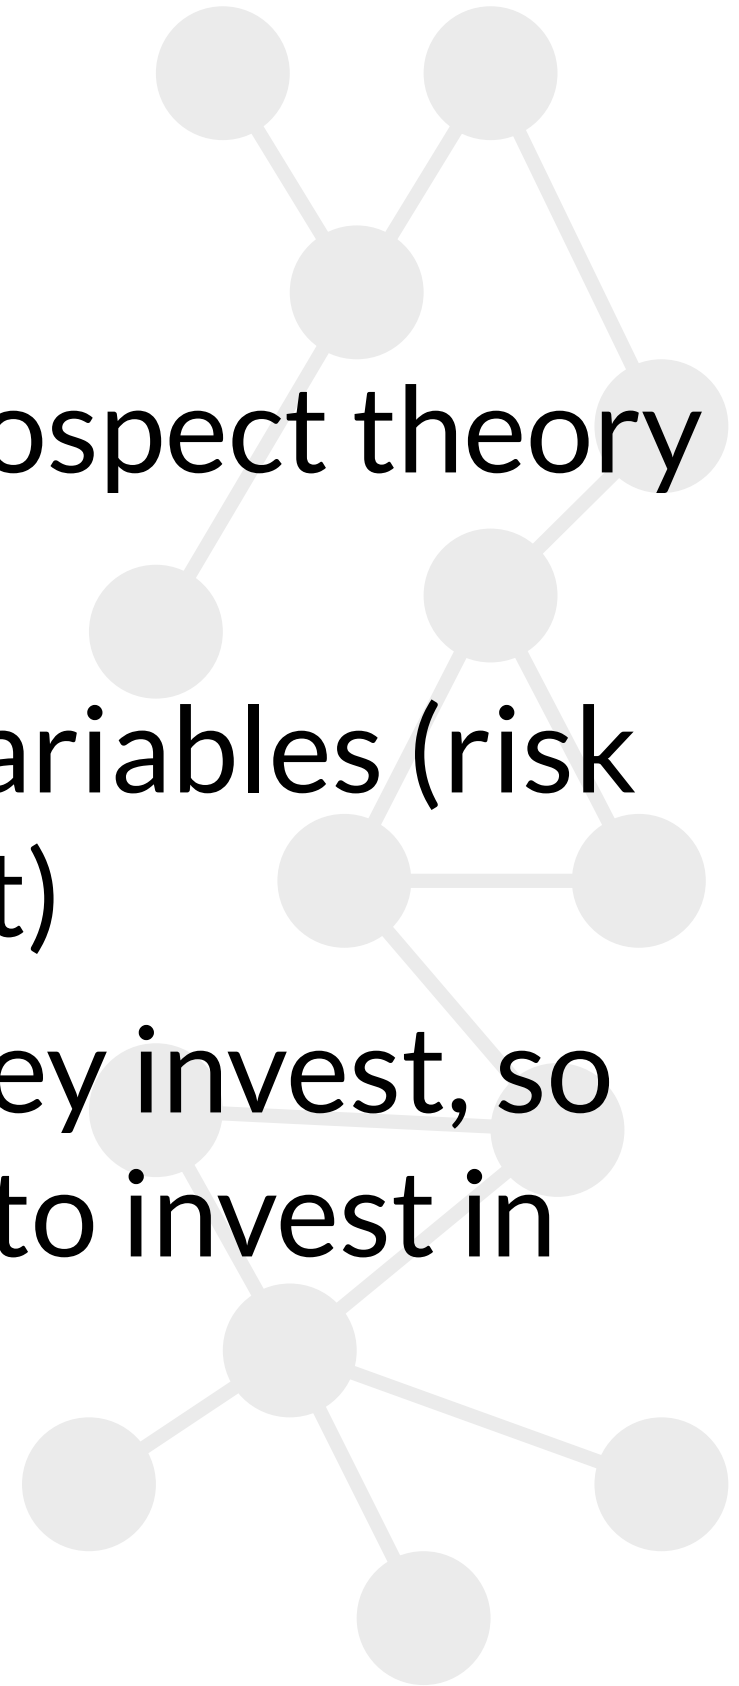 ospect theory
ariables (risk
t)
ey invest, so
to invest in